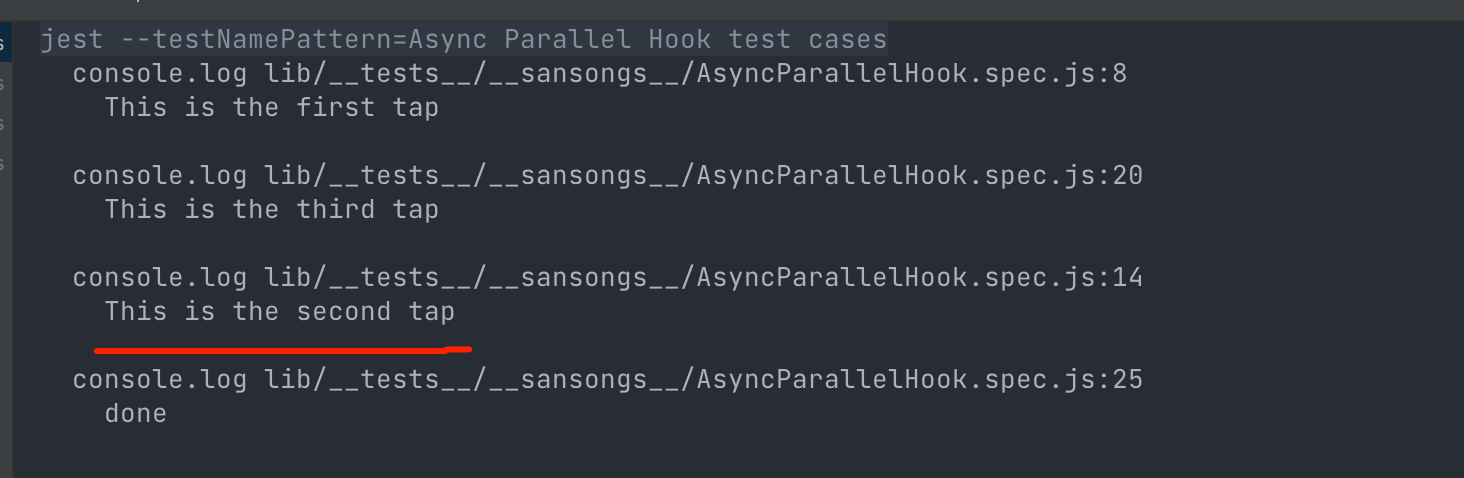 jest --testNamePattern=Async Parallel Hook test cases
console.log lib/__tests__/__sansongs__/AsyncParallelHook.spec.js:8
This is the first tap
console.log lib/__tests__/__sansongs__/AsyncParallelHook.spec.js:20
This is the third tap
console.log lib/__tests__/__sansongs__/AsyncParallelHook.spec.js:14
This is the second tap
console.log lib/__tests__/__sansongs__/AsyncParallelHook.spec.js:25
done